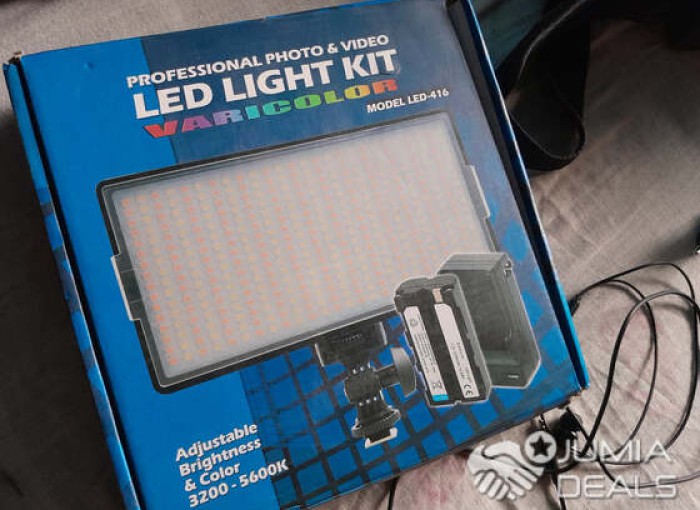 PROFESSIONAL PHOTO & VIDEO
LED LIGHT KIT
VARICOLOR
MODEL LED-416
Adjustable
Brightness
& Color
3200 - 5600K
JUMIA
DEALS